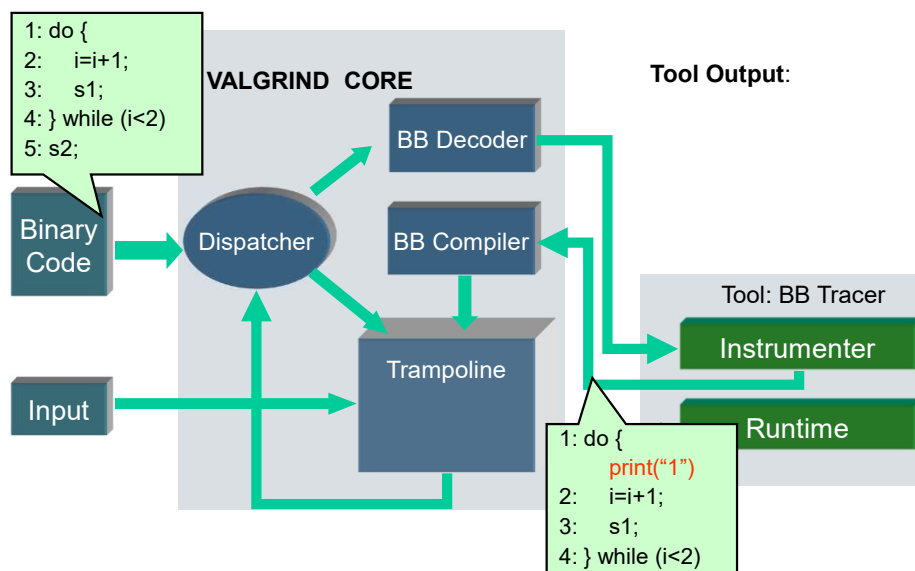 1: do {
2: i=i+1;
3: s1;
4: } while (i<2)
5: s2;
VALGRIND CORE
Tool Output:
BB Decoder
Binary
Code
Dispatcher
BB Compiler
Tool: BB Tracer
Instrumenter
Trampoline
Input
Runtime
1: do {
print(“1”)
2: i=i+1;
3: s1;
4: } while (i<2)